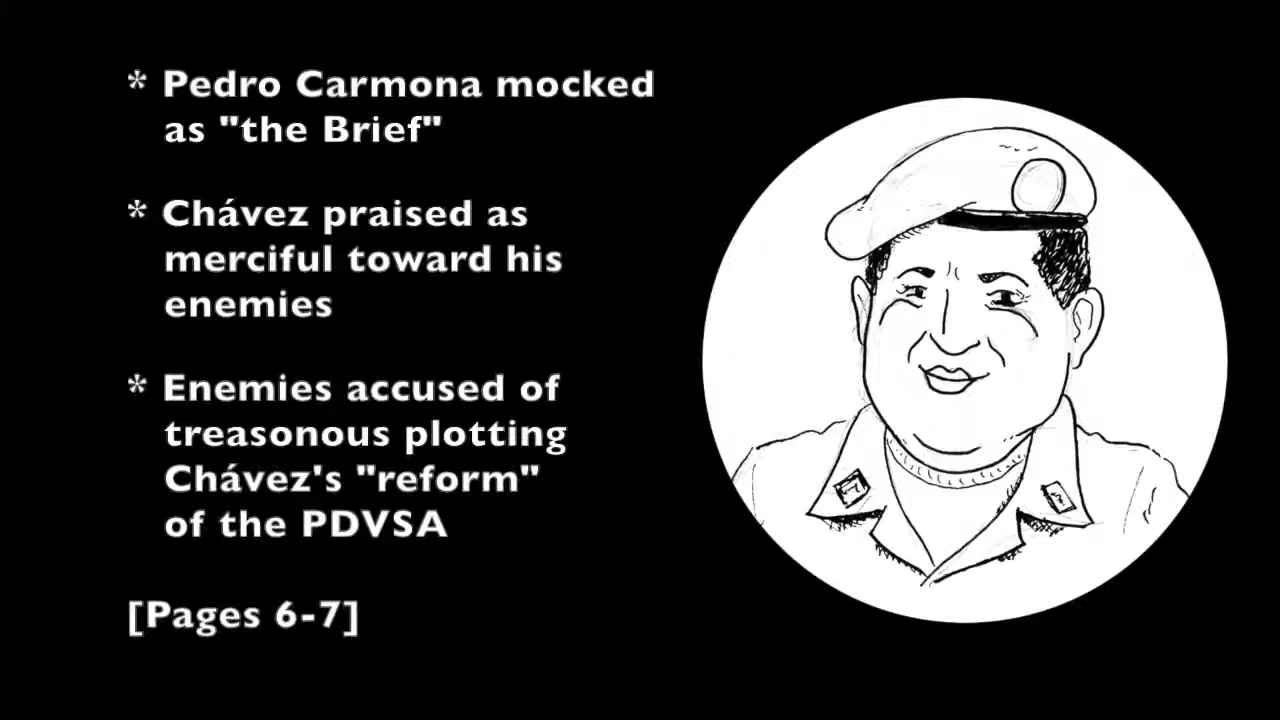 * Pedro Carmona mocked
as "the Brief"
* Chávez praised as
merciful toward his
enemies
* Enemies accused of
treasonous plotting
Chávez's "reform"
of the PDVSA
[Pages 6-7]